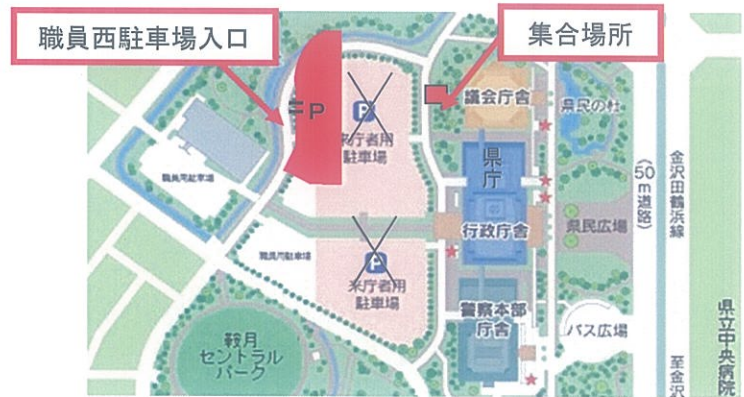 職員西駐車場入口
集合場所
P
P
来庁者用
駐車場
職員用駐車場
職員用駐車場
P
来庁者用
駐車場
鞍月
セントラル
パーク
議会庁舎
県庁
行政庁舎
警察本部
庁舎
県民の杜
県民広場
バス広場
金沢田鶴浜線
(50m道路)
県立中央病院
至金沢